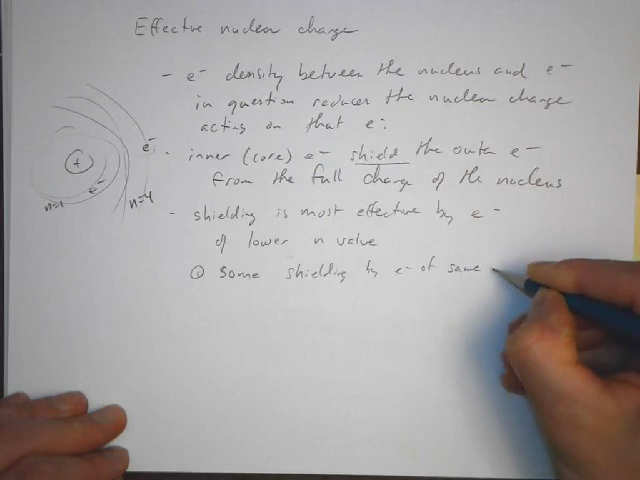 Effective nuclear charge
- e⁻ density between the nucleus and e⁻
in question reduces the nuclear charge
acting on that e⁻.
- inner (core) e⁻ shield the outer e⁻
from the full charge of the nucleus
- shielding is most effective by e⁻
of lower n value
① some shielding by e⁻ of same
e⁻
+
e⁻
n=1
n=4